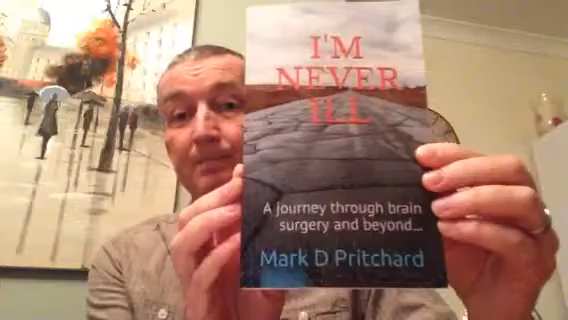 I'M
NEVER
ILL
A journey through brain
surgery and beyond...
Mark D Pritchard